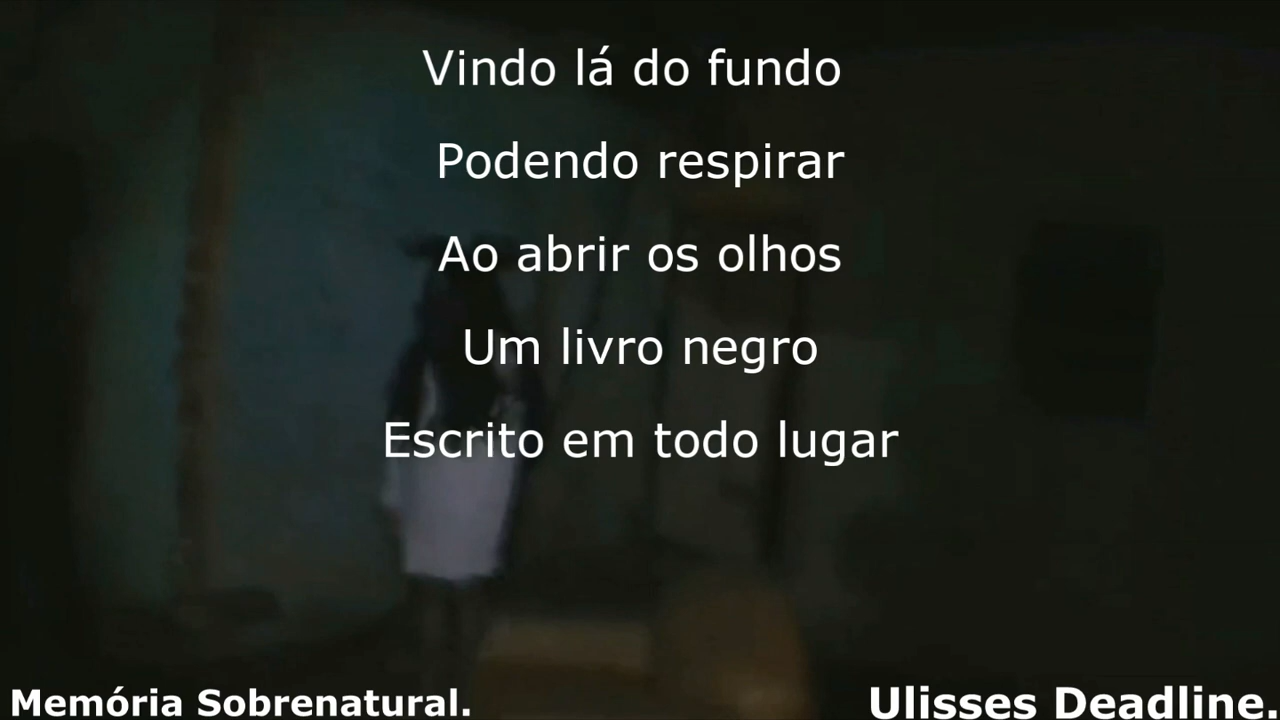 Vindo lá do fundo
Podendo respirar
Ao abrir os olhos
Um livro negro
Escrito em todo lugar
Memória Sobrenatural.
Ulisses Deadline.